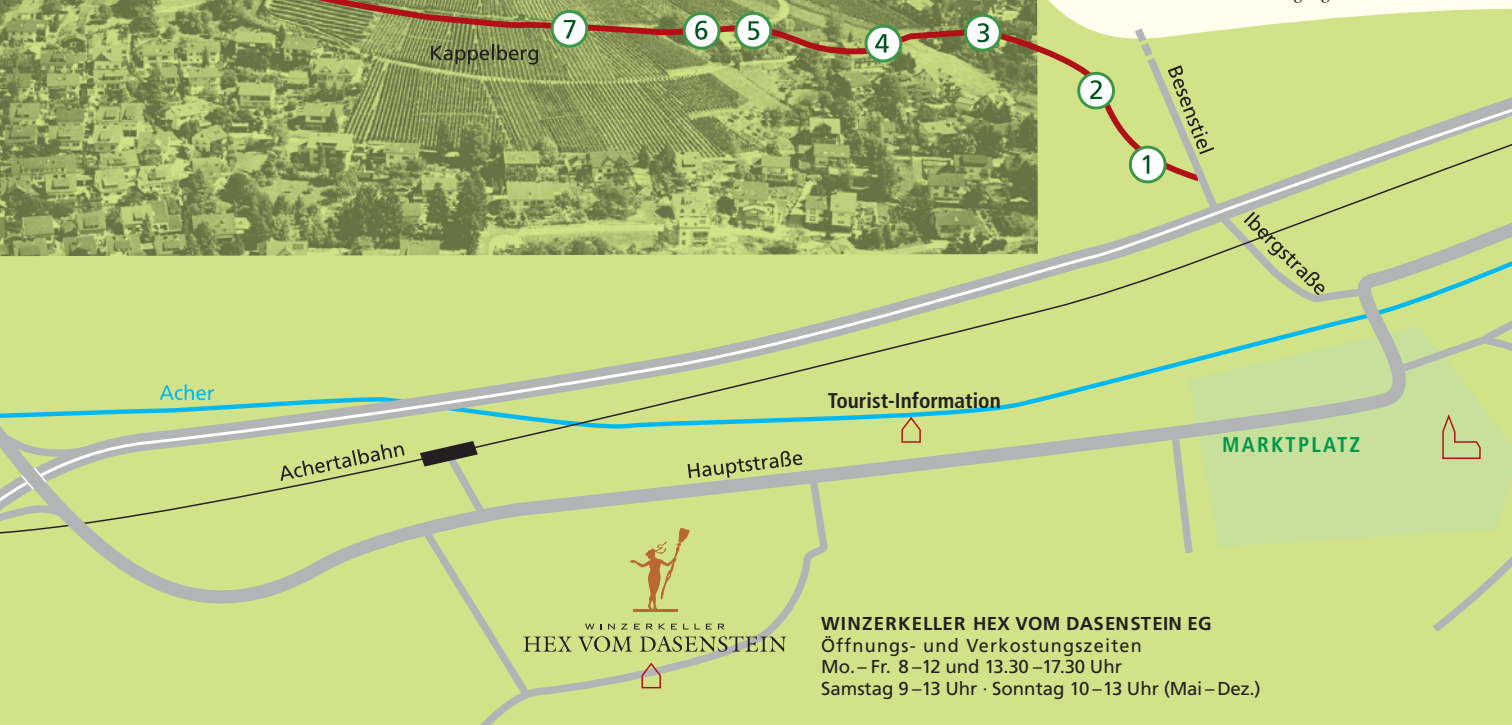 7
6
5
4
3
2
1
Kappelberg
Besenstiel
Ibergstraße
Acher
Tourist-Information
Achertalbahn
Hauptstraße
MARKTPLATZ
WINZERKELLER
HEX VOM DASENSTEIN
WINZERKELLER HEX VOM DASENSTEIN EG
Öffnungs- und Verkostungszeiten
Mo.–Fr. 8–12 und 13.30–17.30 Uhr
Samstag 9–13 Uhr · Sonntag 10–13 Uhr (Mai–Dez.)